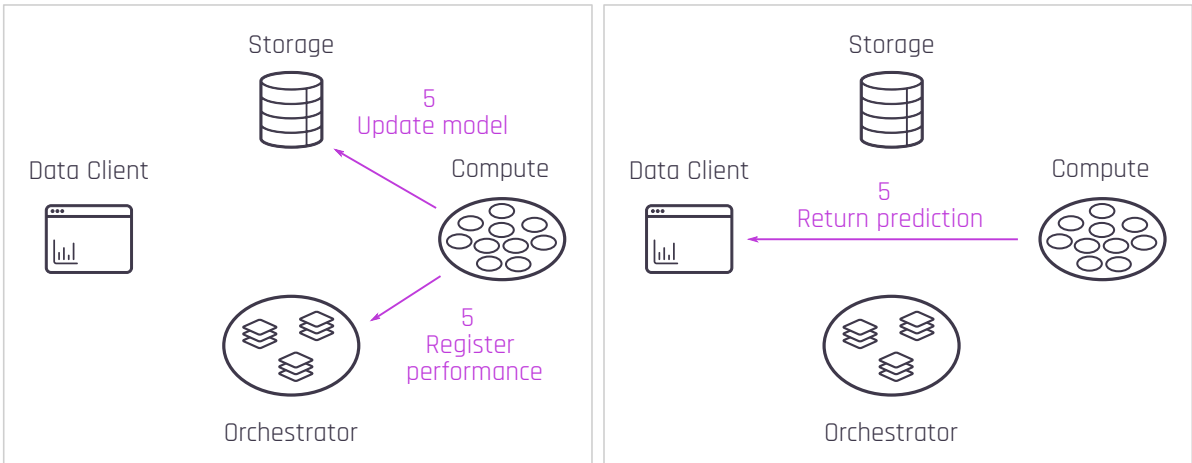 Storage
5
Update model
Data Client
Compute
5
Register
performance
Orchestrator
Storage
Data Client
Compute
5
Return prediction
Orchestrator